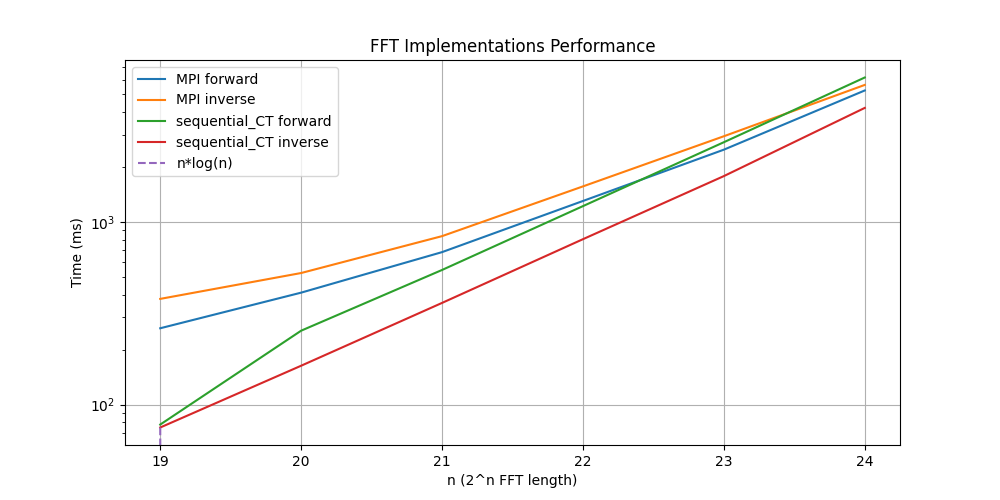 FFT Implementations Performance
MPI forward
MPI inverse
sequential_CT forward
sequential_CT inverse
n*log(n)
Time (ms)
10^3
10^2
19 20 21 22 23 24
n (2^n FFT length)